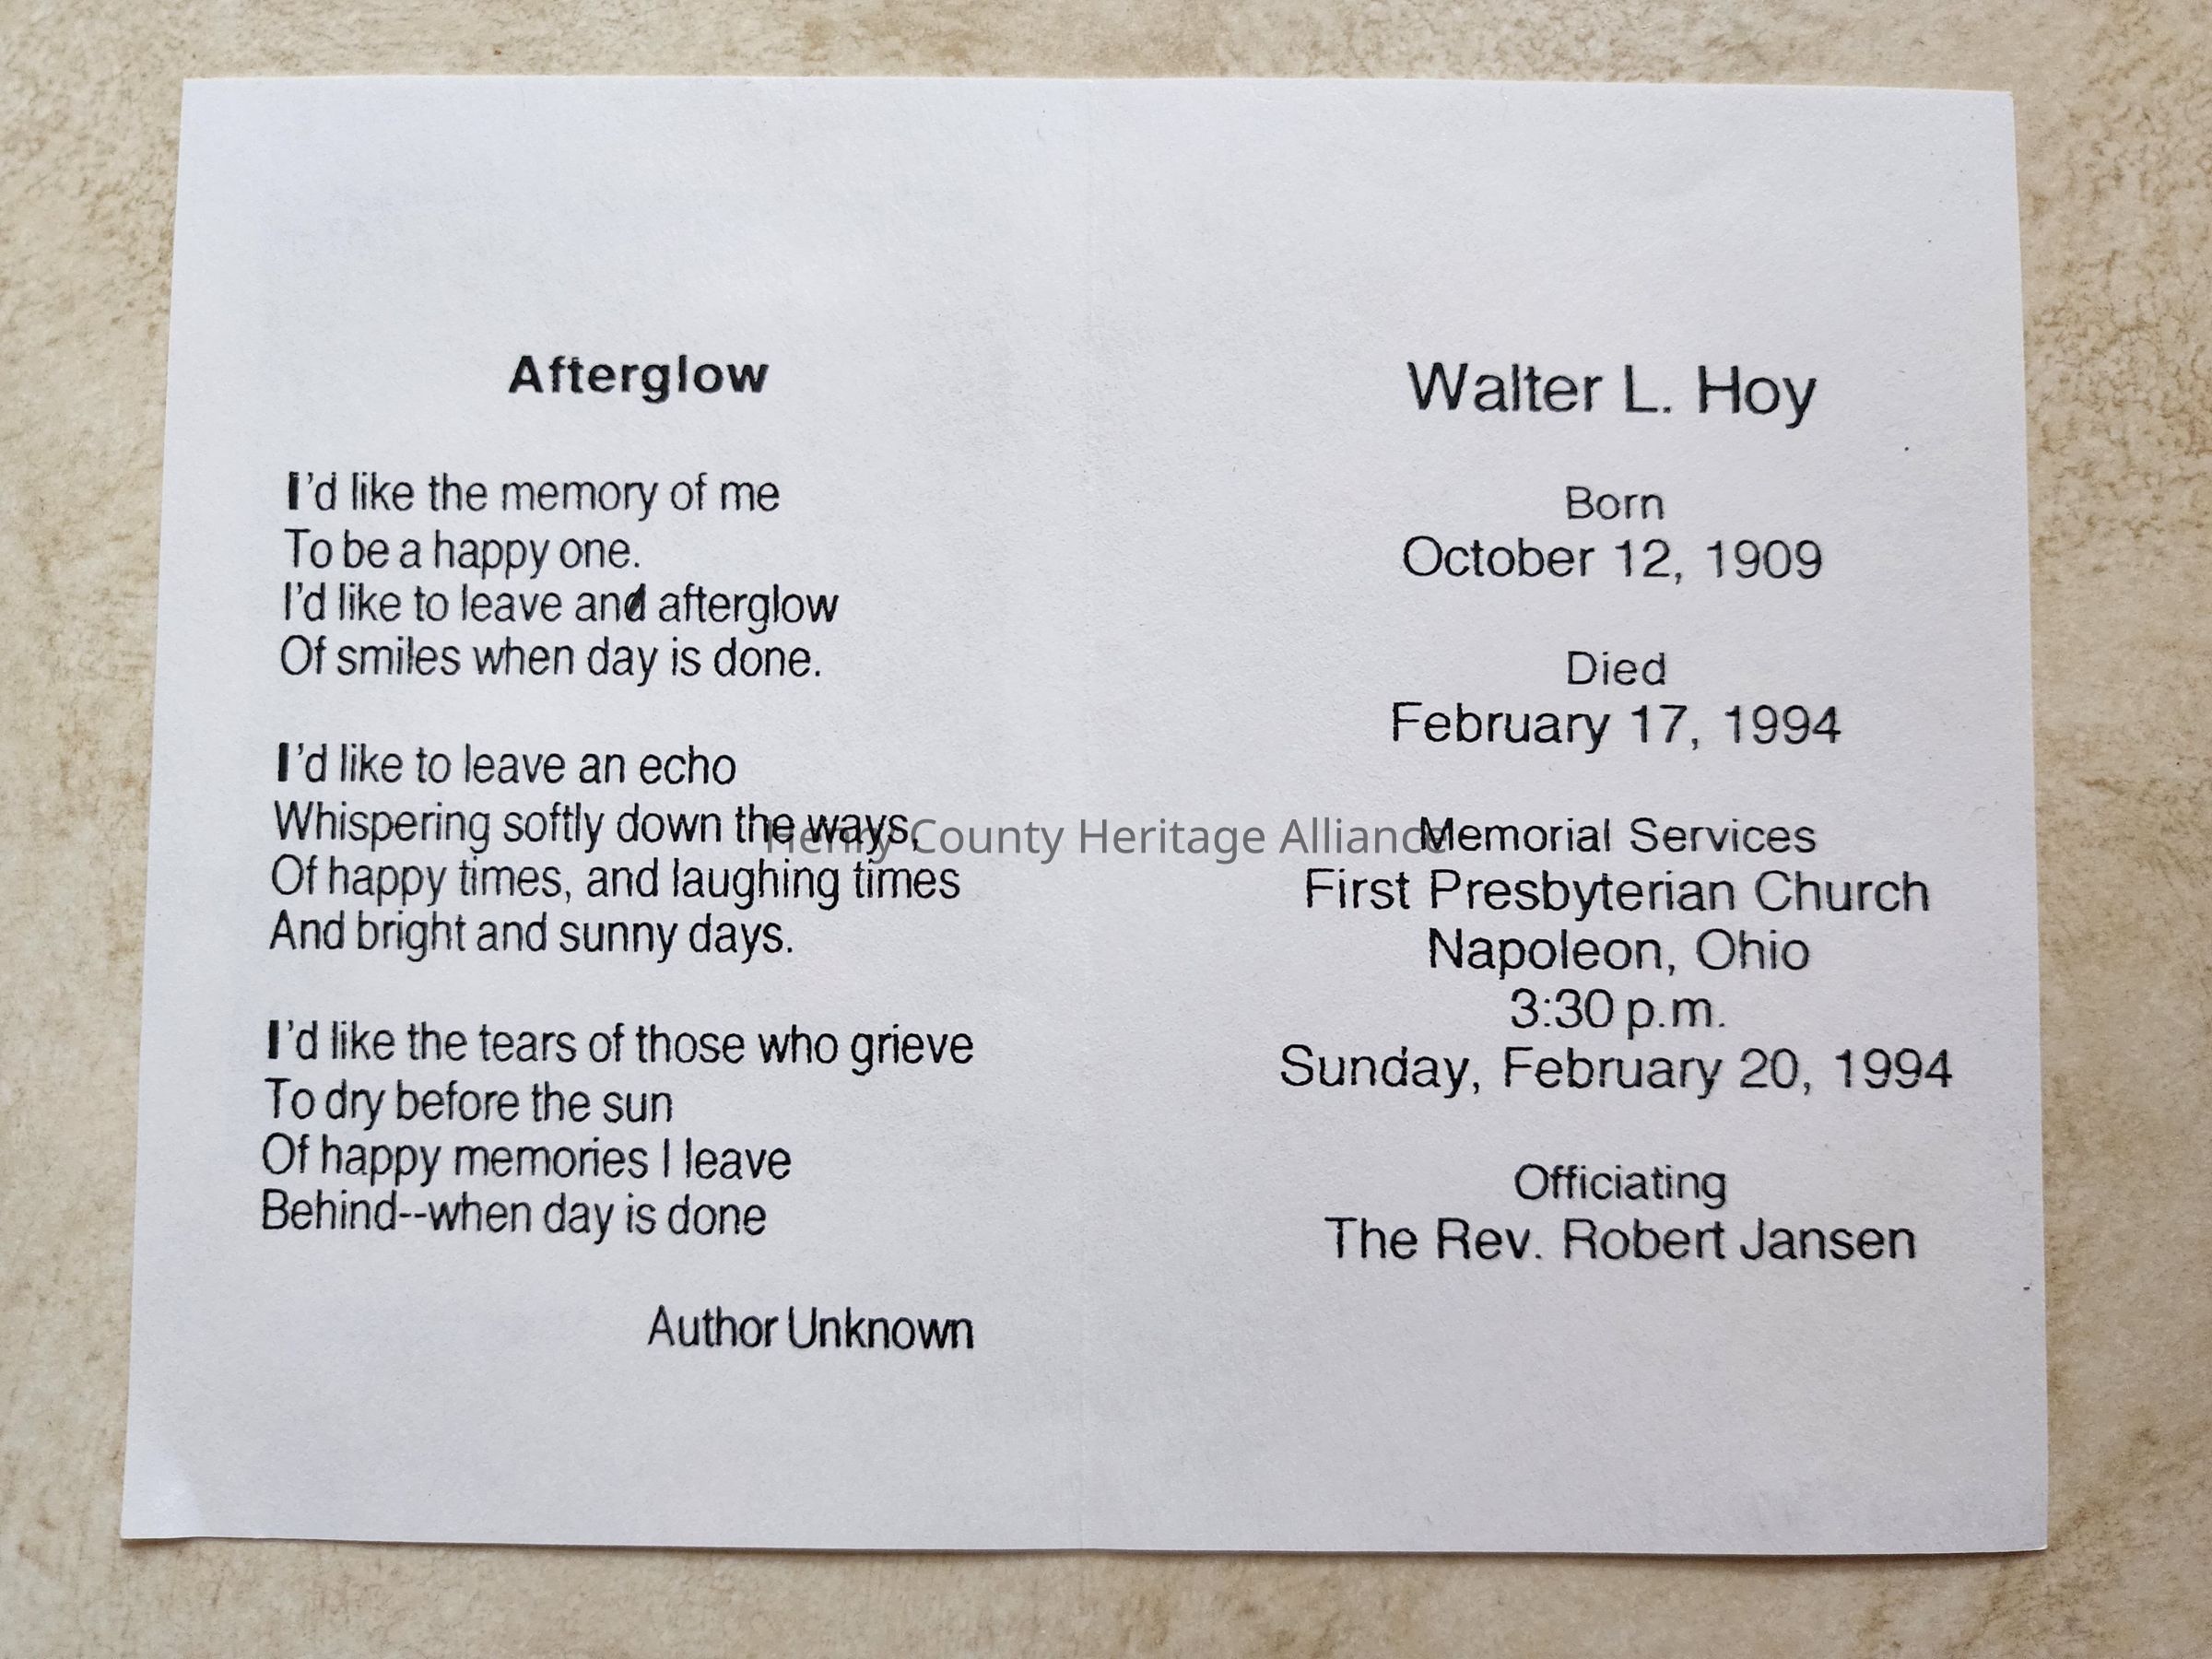 Afterglow
I'd like the memory of me
To be a happy one.
I'd like to leave and afterglow
Of smiles when day is done.
I'd like to leave an echo
Whispering softly down the ways,
Of happy times, and laughing times
And bright and sunny days.
I'd like the tears of those who grieve
To dry before the sun
Of happy memories I leave
Behind--when day is done
Author Unknown
Walter L. Hoy
Born
October 12, 1909
Died
February 17, 1994
Memorial Services
First Presbyterian Church
Napoleon, Ohio
3:30 p.m.
Sunday, February 20, 1994
Officiating
The Rev. Robert Jansen
Henry County Heritage Alliance